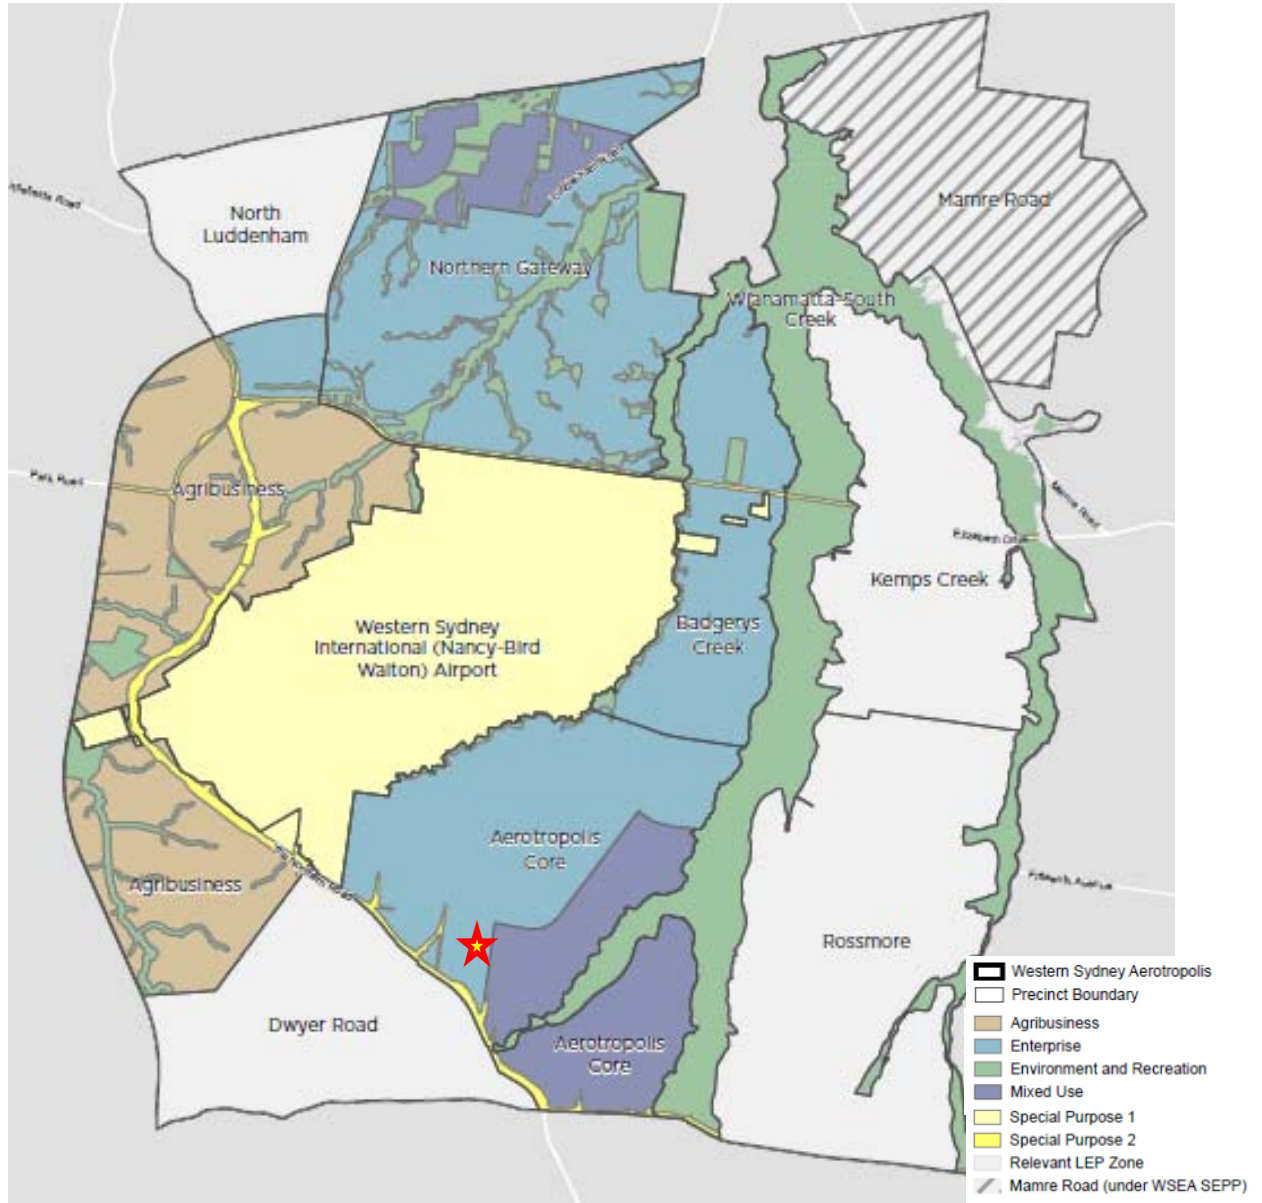 Mamre Road
North
Luddenham
Northern Gateway
Wianamatta-South
Creek
Park Road
Agribusiness
Mamre Road
Elizabeth Drive
Kemps Creek
Western Sydney
International (Nancy-Bird
Walton) Airport
Badgerys
Creek
Aerotropolis
Core
The Northern Road
Agribusiness
Fifteenth Avenue
Rossmore
Dwyer Road
Aerotropolis
Core
Western Sydney Aerotropolis
Precinct Boundary
Agribusiness
Enterprise
Environment and Recreation
Mixed Use
Special Purpose 1
Special Purpose 2
Relevant LEP Zone
Mamre Road (under WSEA SEPP)